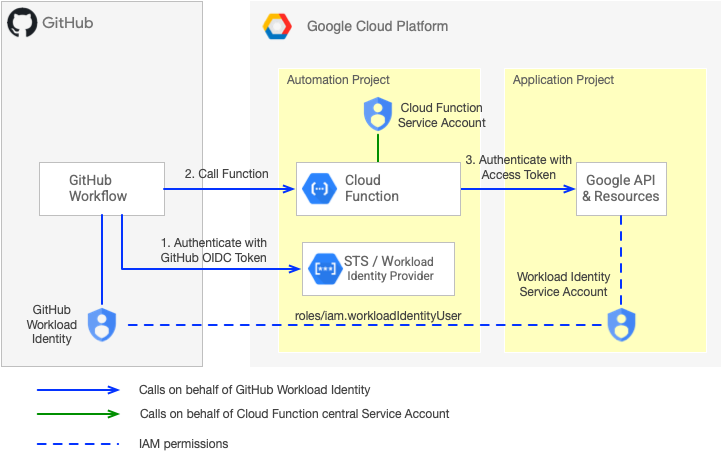 GitHub
Google Cloud Platform
Automation Project
Application Project
Cloud Function
Service Account
GitHub
Workflow
2. Call Function
Cloud
Function
3. Authenticate with
Access Token
Google API
& Resources
1. Authenticate with
GitHub OIDC Token
STS / Workload
Identity Provider
Workload Identity
Service Account
GitHub
Workload
Identity
roles/iam.workloadIdentityUser
Calls on behalf of GitHub Workload Identity
Calls on behalf of Cloud Function central Service Account
IAM permissions